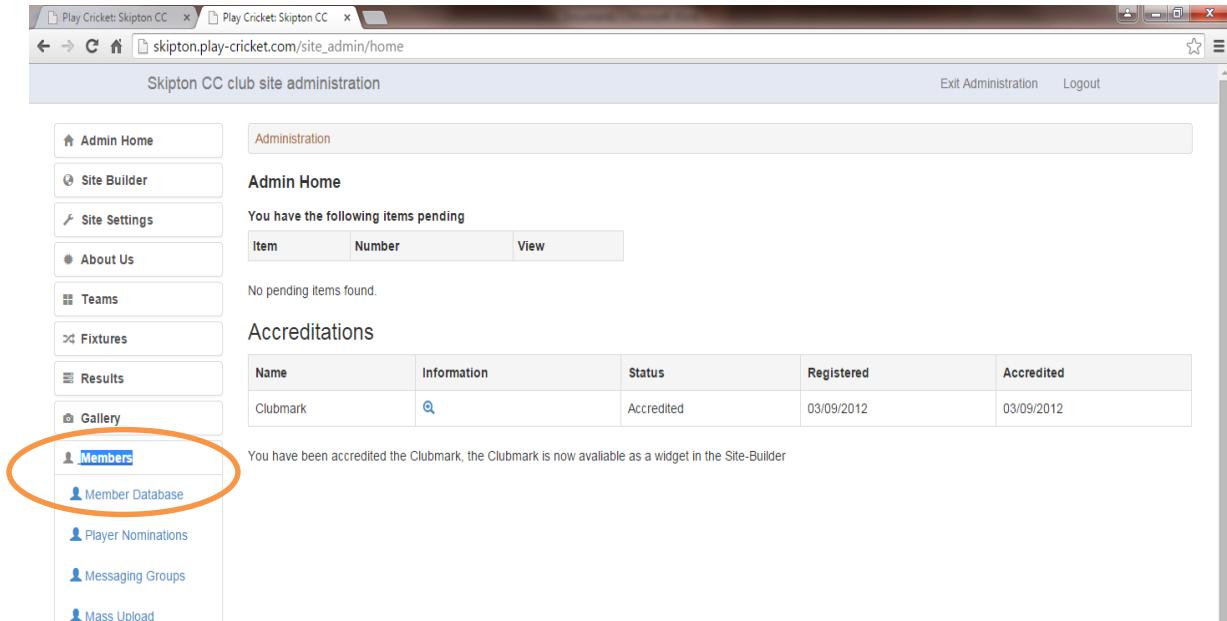 Play Cricket: Skipton CC x Play Cricket: Skipton CC x
skipton.play-cricket.com/site_admin/home
Skipton CC club site administration Exit Administration Logout
Admin Home
Site Builder
Site Settings
About Us
Teams
Fixtures
Results
Gallery
Members
Member Database
Player Nominations
Messaging Groups
Mass Upload
Administration
Admin Home
You have the following items pending
Item Number View
No pending items found.
Accreditations
Name Information Status Registered Accredited
Clubmark Accredited 03/09/2012 03/09/2012
You have been accredited the Clubmark, the Clubmark is now avaliable as a widget in the Site-Builder